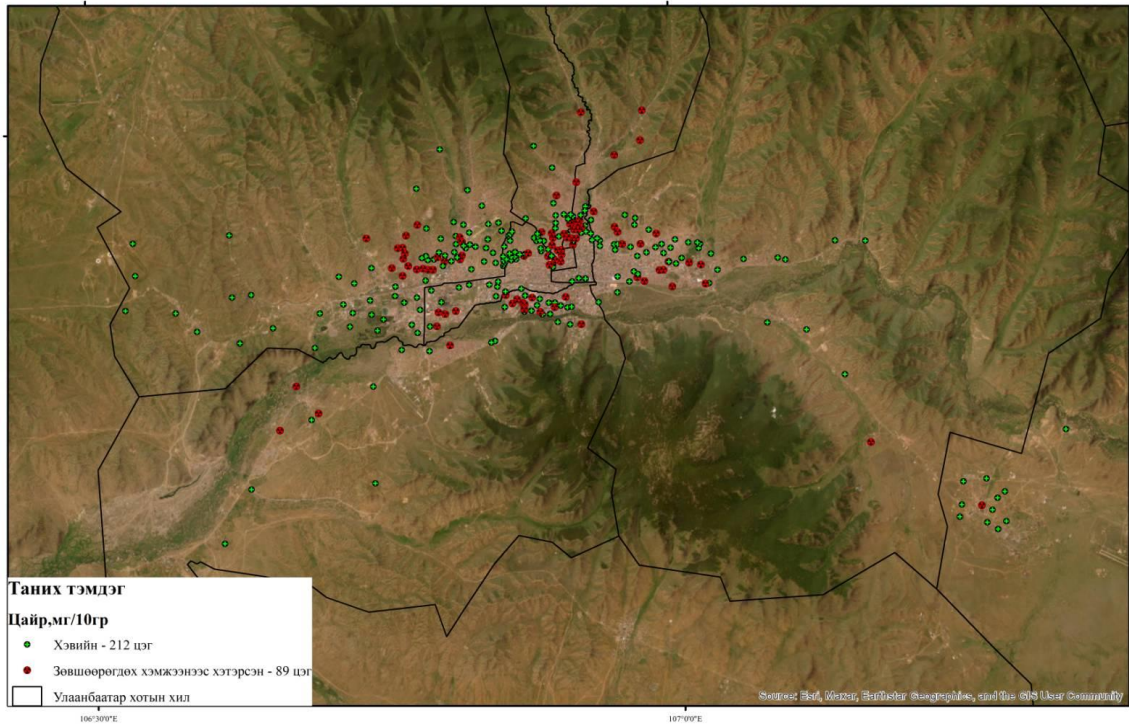 Таних тэмдэг
Цайр,мг/10гр
Хэвийн - 212 цэг
Зөвшөөрөгдөх хэмжээнээс хэтэрсэн - 89 цэг
Улаанбаатар хотын хил
Source: Esri, Maxar, Earthstar Geographics, and the GIS User Community
106°30'0"E 107°0'0"E